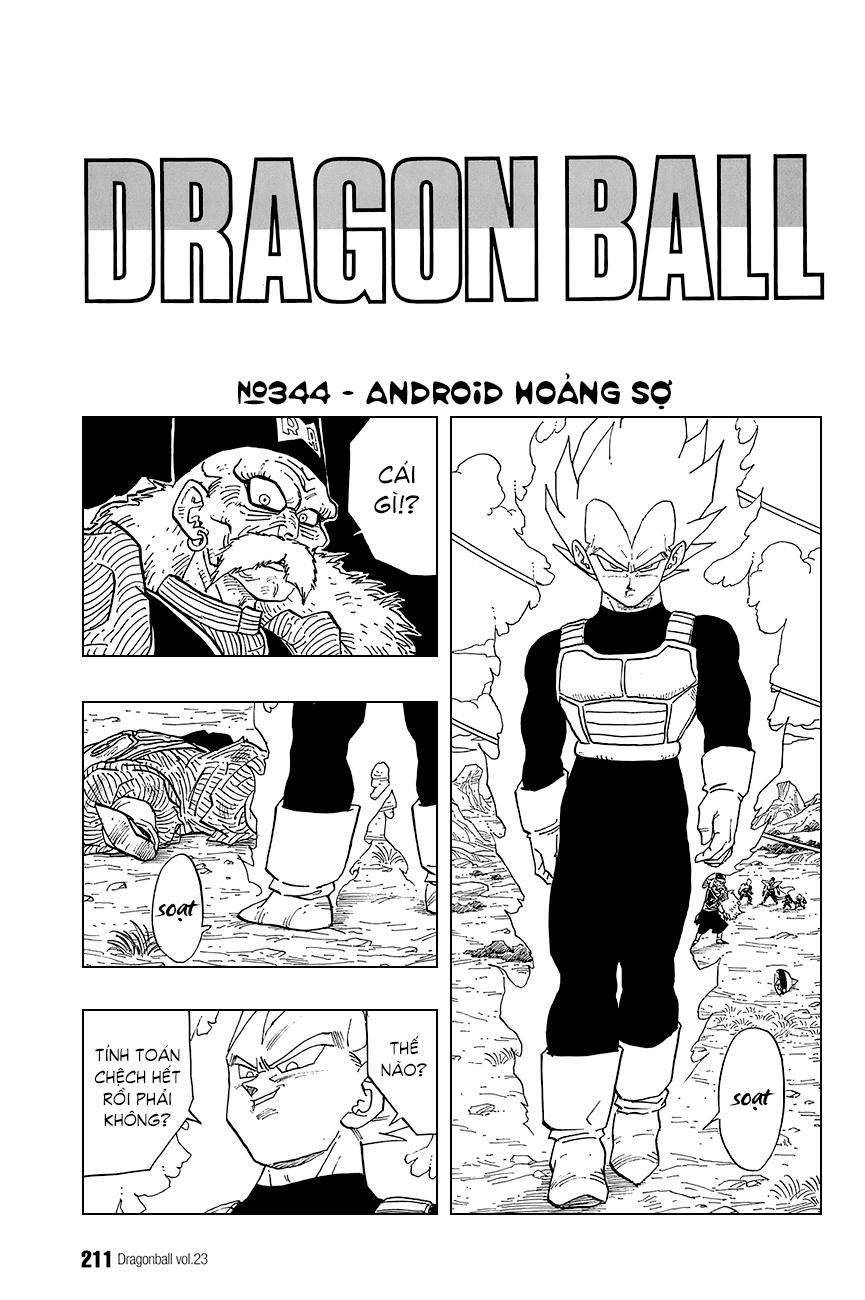 DRAGON BALL
№344 - ANDROID HOẢNG SỢ
CÁI
GÌ!?
soạt
soạt
THẾ
NÀO?
TÍNH TOÁN
CHỆCH HẾT
RỒI PHẢI
KHÔNG?
211 Dragonball vol.23